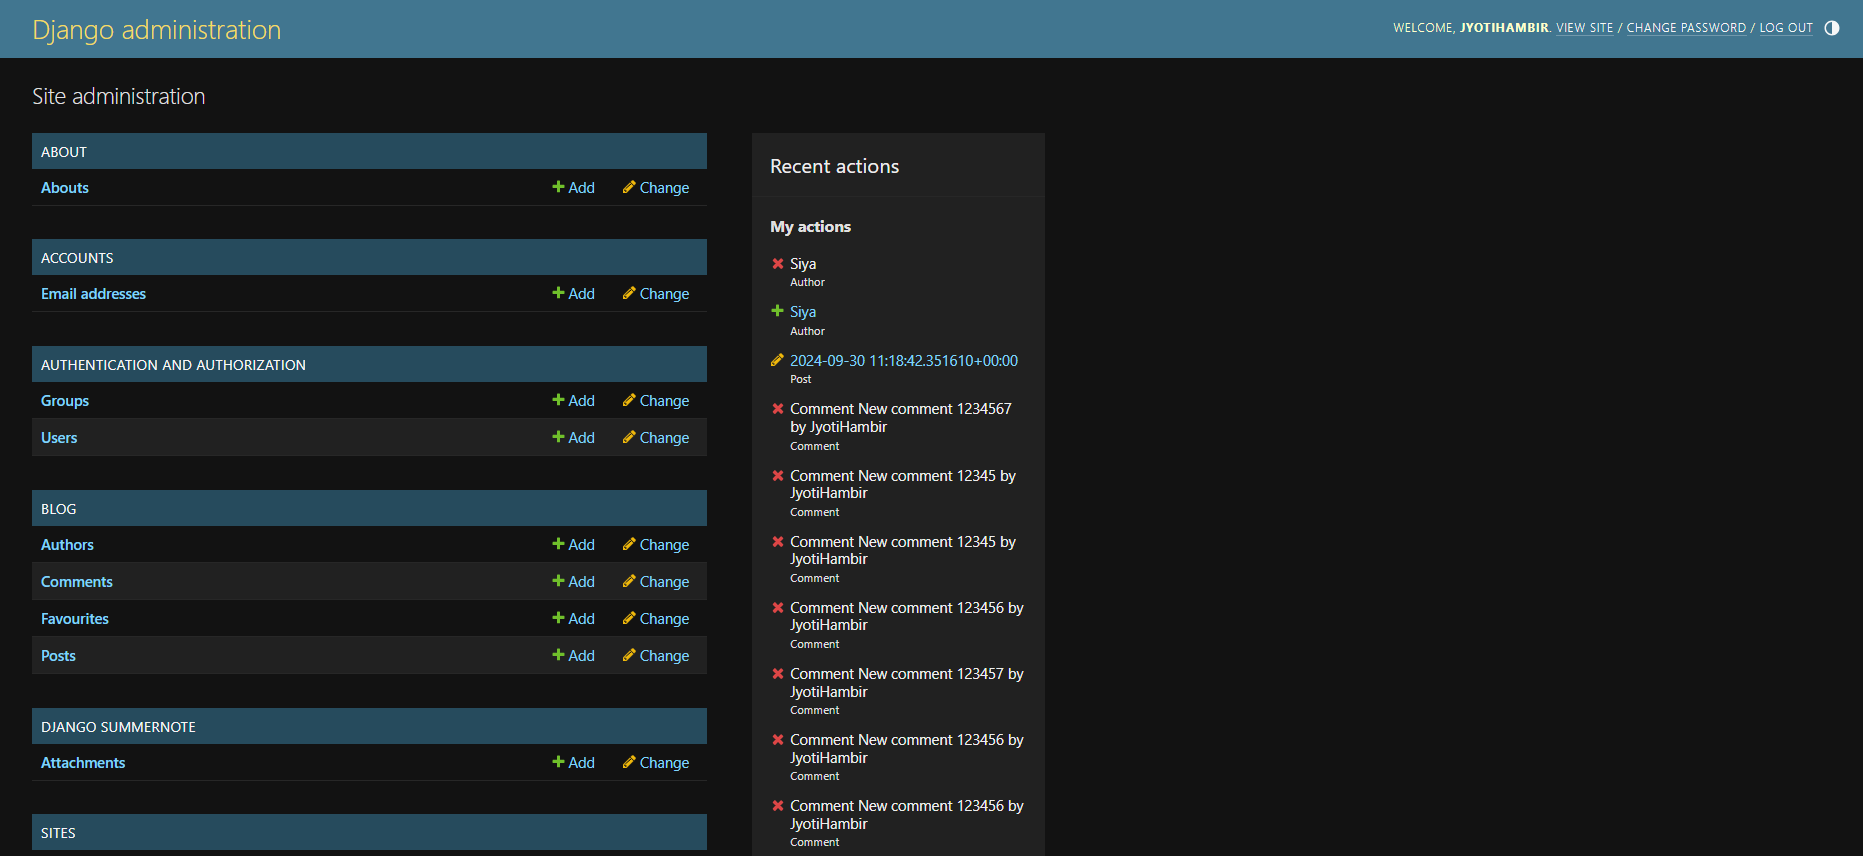 Django administration
WELCOME, JYOTIHAMBIR. VIEW SITE / CHANGE PASSWORD / LOG OUT
Site administration
ABOUT
Abouts Add Change
ACCOUNTS
Email addresses Add Change
AUTHENTICATION AND AUTHORIZATION
Groups Add Change
Users Add Change
BLOG
Authors Add Change
Comments Add Change
Favourites Add Change
Posts Add Change
DJANGO SUMMERNOTE
Attachments Add Change
SITES
Recent actions
My actions
Siya
Author
Siya
Author
2024-09-30 11:18:42.351610+00:00
Post
Comment New comment 1234567
by JyotiHambir
Comment
Comment New comment 12345 by
JyotiHambir
Comment
Comment New comment 12345 by
JyotiHambir
Comment
Comment New comment 123456 by
JyotiHambir
Comment
Comment New comment 123457 by
JyotiHambir
Comment
Comment New comment 123456 by
JyotiHambir
Comment
Comment New comment 123456 by
JyotiHambir
Comment